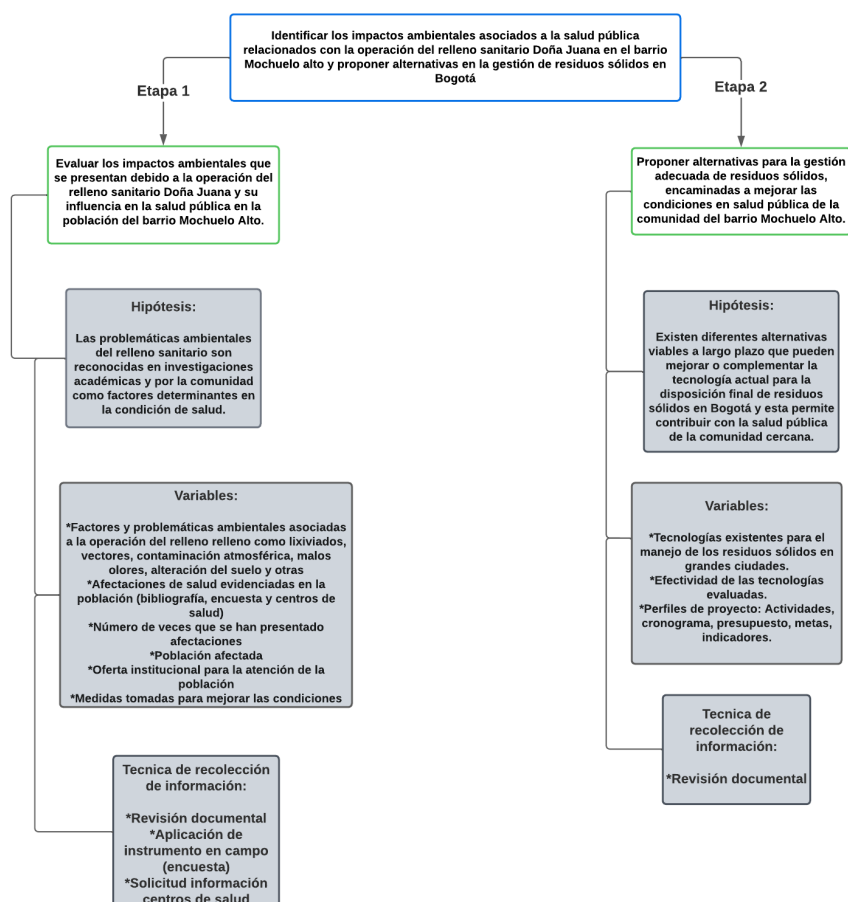 Identificar los impactos ambientales asociados a la salud pública
relacionados con la operación del relleno sanitario Doña Juana en el barrio
Mochuelo alto y proponer alternativas en la gestión de residuos sólidos en
Bogotá
Etapa 1
Etapa 2
Evaluar los impactos ambientales que
se presentan debido a la operación del
relleno sanitario Doña Juana y su
influencia en la salud pública en la
población del barrio Mochuelo Alto.
Hipótesis:
Las problemáticas ambientales
del relleno sanitario son
reconocidas en investigaciones
académicas y por la comunidad
como factores determinantes en
la condición de salud.
Variables:
*Factores y problemáticas ambientales asociadas
a la operación del relleno relleno como lixiviados,
vectores, contaminación atmosférica, malos
olores, alteración del suelo y otras
*Afectaciones de salud evidenciadas en la
población (bibliografía, encuesta y centros de
salud)
*Número de veces que se han presentado
afectaciones
*Población afectada
*Oferta institucional para la atención de la
población
*Medidas tomadas para mejorar las condiciones
Tecnica de recolección
de información:
*Revisión documental
*Aplicación de
instrumento en campo
(encuesta)
*Solicitud información
centros de salud
Proponer alternativas para la gestión
adecuada de residuos sólidos,
encaminadas a mejorar las
condiciones en salud pública de la
comunidad del barrio Mochuelo Alto.
Hipótesis:
Existen diferentes alternativas
viables a largo plazo que pueden
mejorar o complementar la
tecnología actual para la
disposición final de residuos
sólidos en Bogotá y esta permite
contribuir con la salud pública
de la comunidad cercana.
Variables:
*Tecnologías existentes para el
manejo de los residuos sólidos en
grandes ciudades.
*Efectividad de las tecnologías
evaluadas.
*Perfiles de proyecto: Actividades,
cronograma, presupuesto, metas,
indicadores.
Tecnica de
recolección de
información:
*Revisión documental